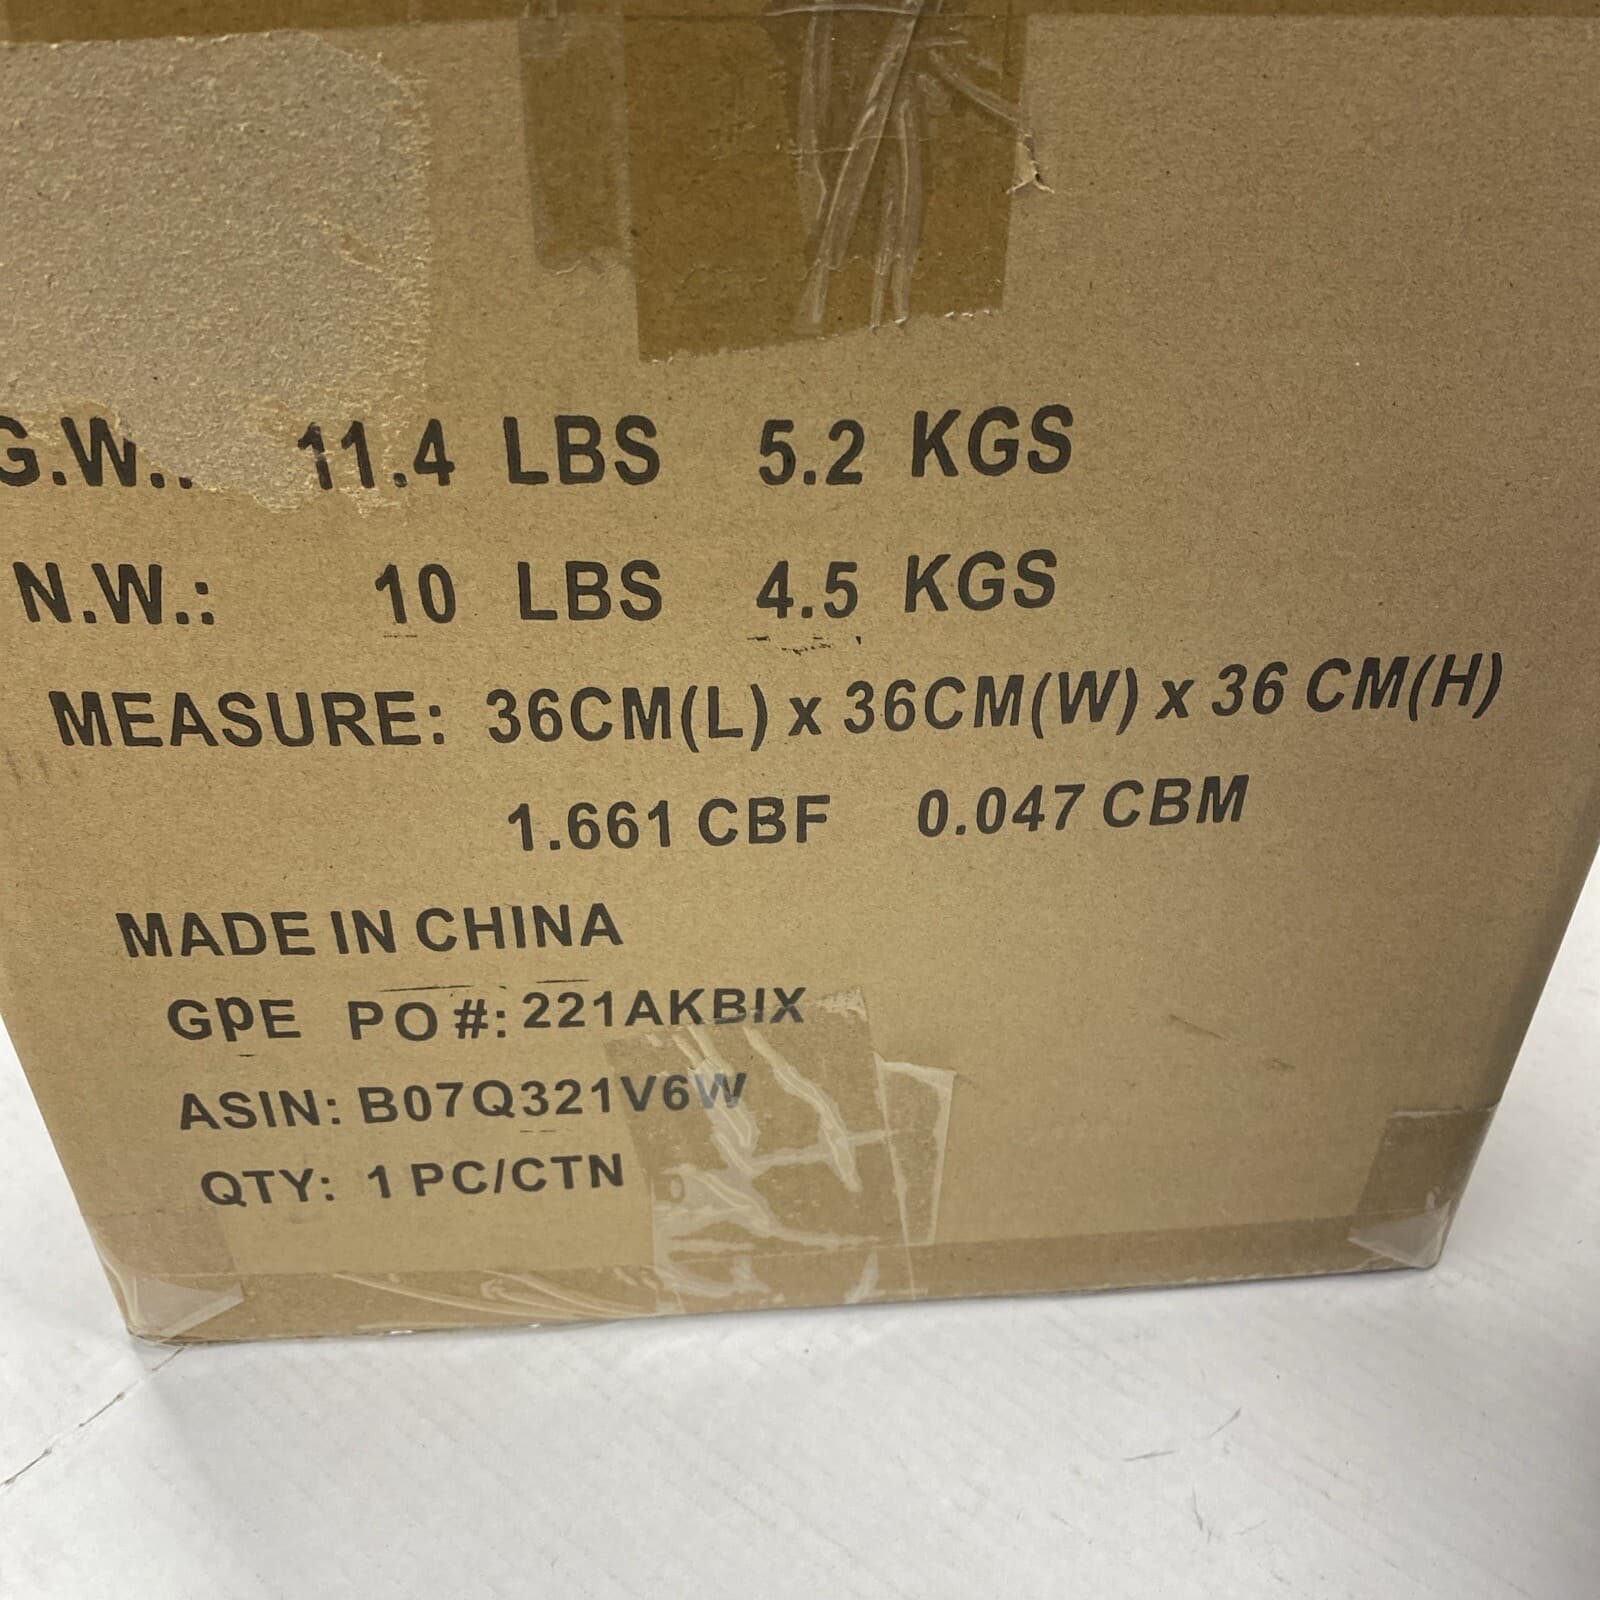 G.W.: 11.4 LBS 5.2 KGS
N.W.: 10 LBS 4.5 KGS
MEASURE: 36CM(L) x 36CM(W) x 36 CM(H)
1.661 CBF 0.047 CBM
MADE IN CHINA
GpE PO #: 221AKBIX
ASIN: B07Q321V6W
QTY: 1 PC/CTN